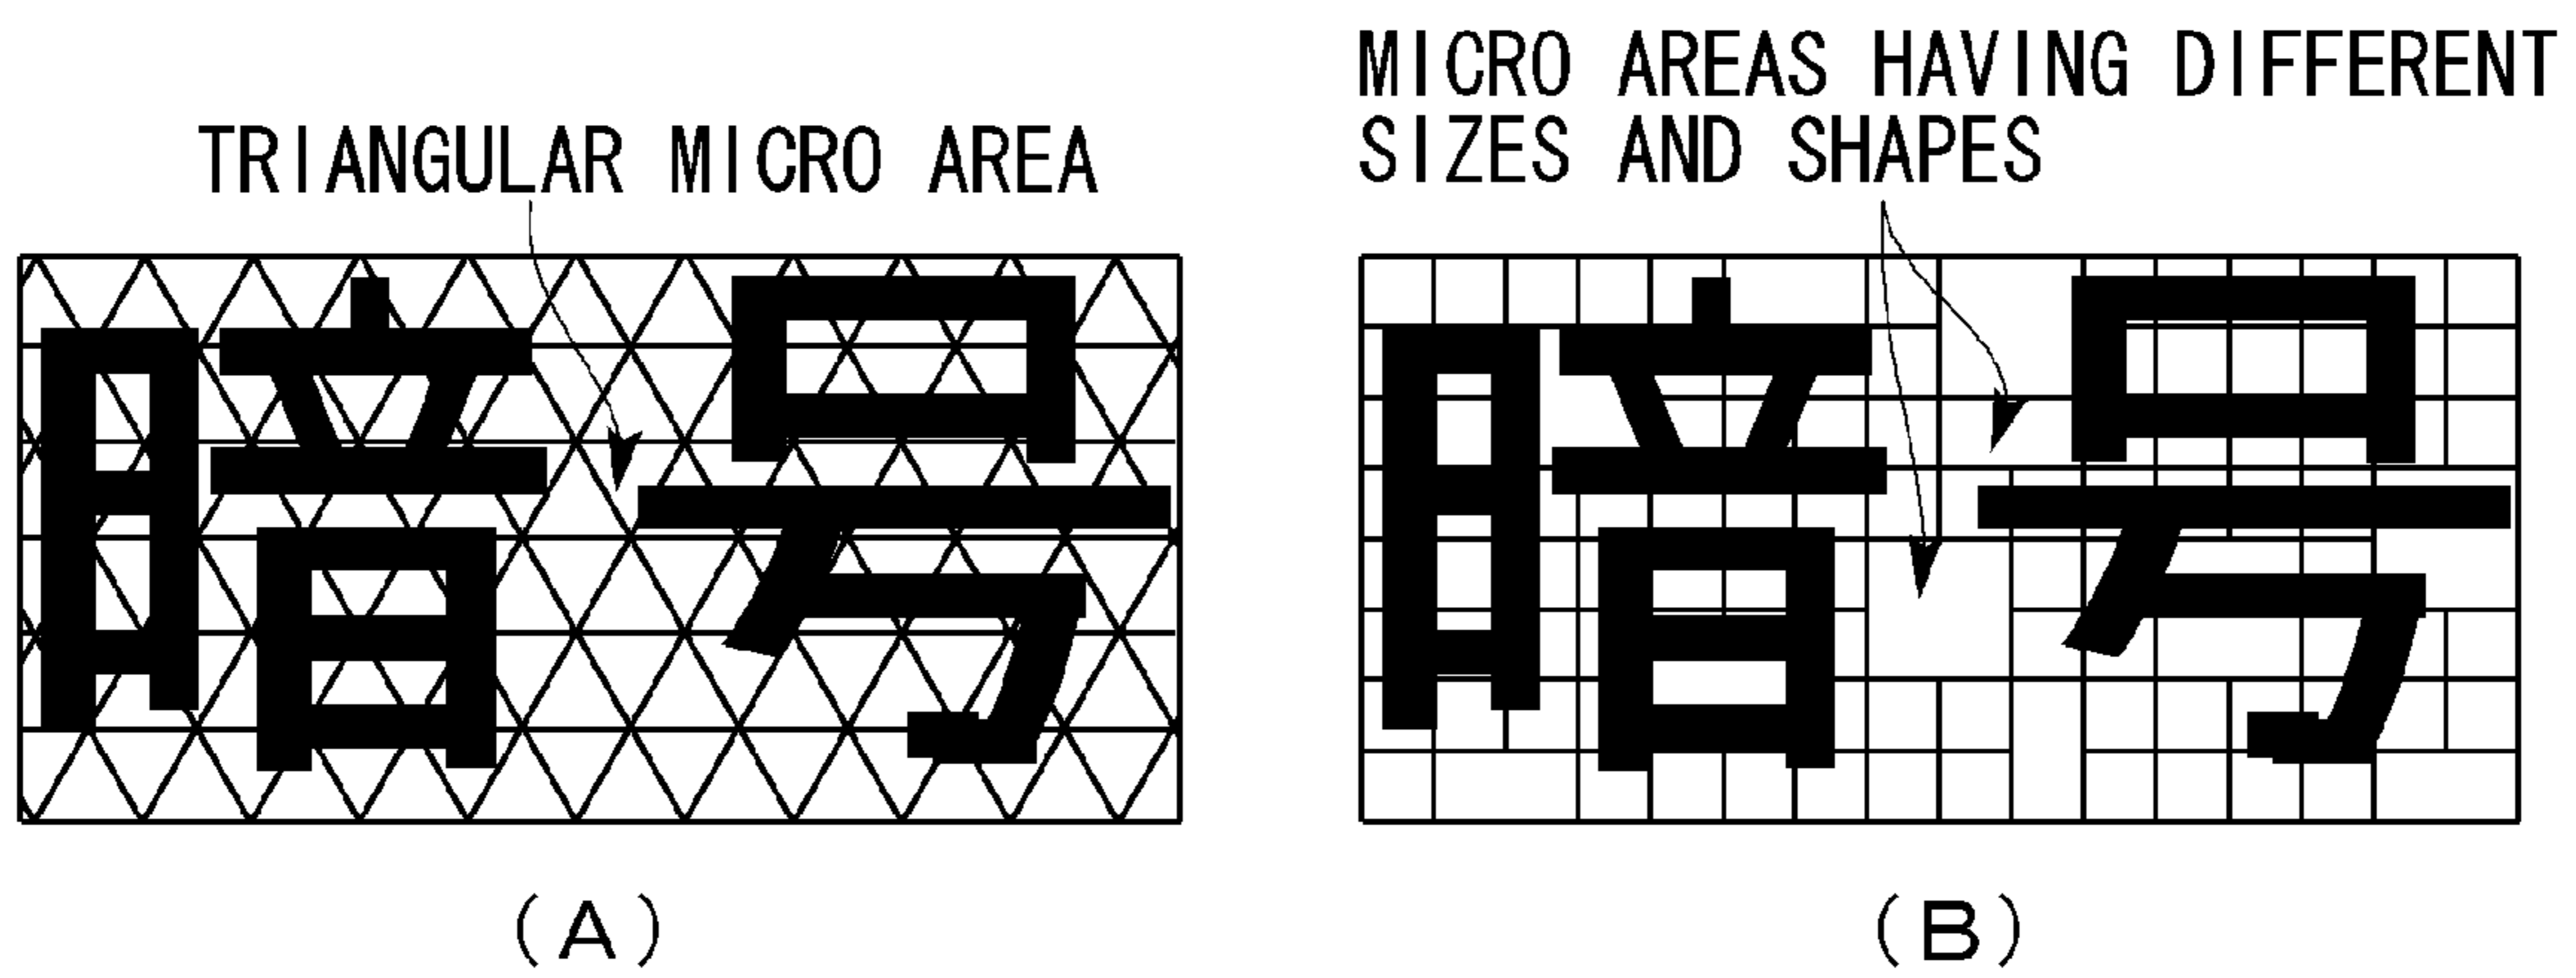 TRIANGULAR MICRO AREA
暗号
(A)
MICRO AREAS HAVING DIFFERENT
SIZES AND SHAPES
暗号
(B)